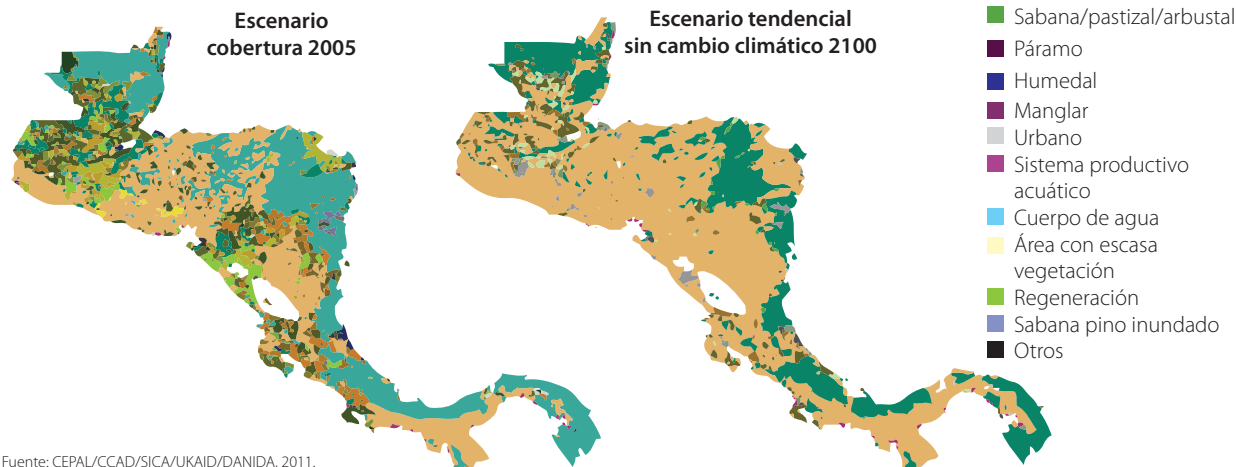 Escenario
cobertura 2005
Escenario tendencial
sin cambio climático 2100
Sabana/pastizal/arbustal
Páramo
Humedal
Manglar
Urbano
Sistema productivo
acuático
Cuerpo de agua
Área con escasa
vegetación
Regeneración
Sabana pino inundado
Otros
Fuente: CEPAL/CCAD/SICA/UKAID/DANIDA, 2011.